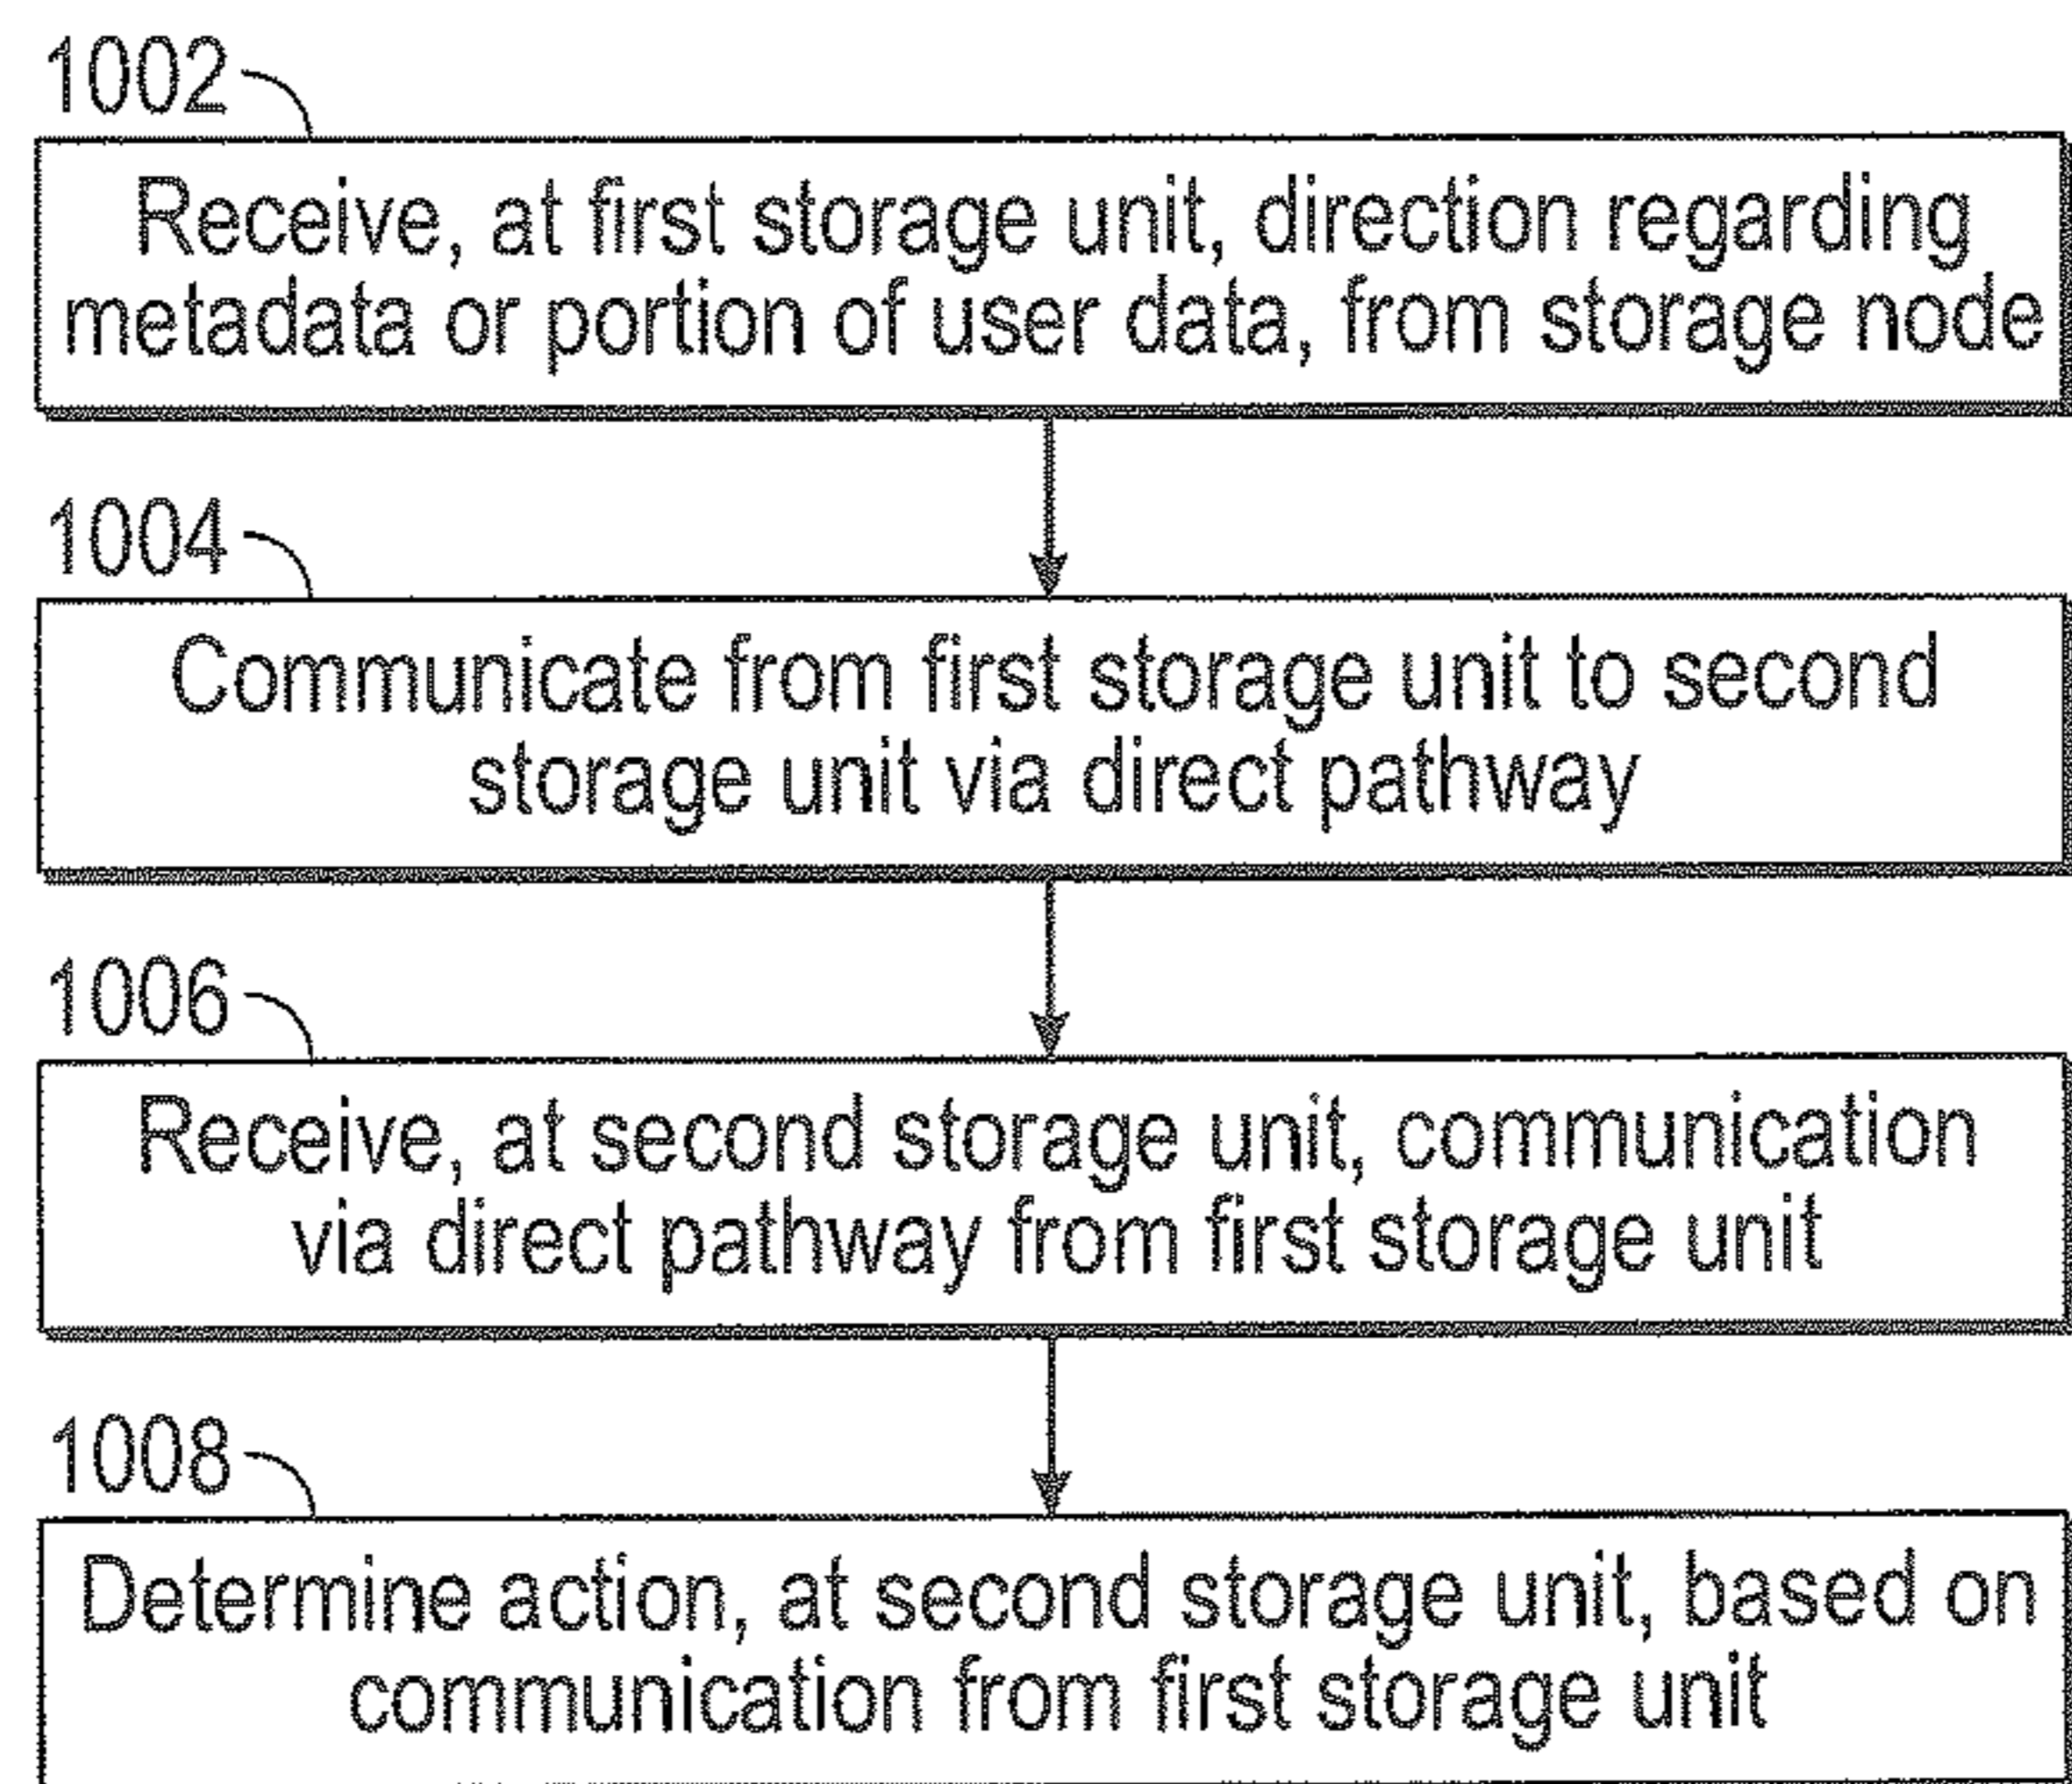 1002
Receive, at first storage unit, direction regarding
metadata or portion of user data, from storage node
1004
Communicate from first storage unit to second
storage unit via direct pathway
1006
Receive, at second storage unit, communication
via direct pathway from first storage unit
1008
Determine action, at second storage unit, based on
communication from first storage unit